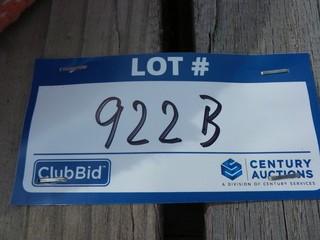 LOT #
922B
ClubBid
CENTURY
AUCTIONS
A DIVISION OF CENTURY SERVICES